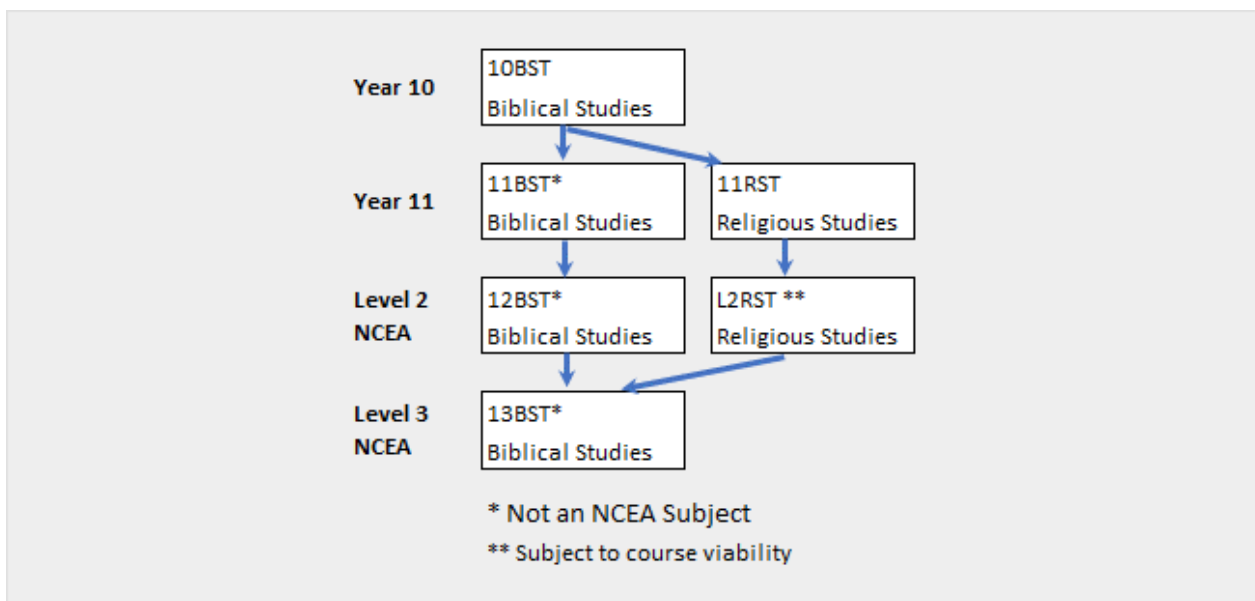 Year 10
10BST
Biblical Studies
Year 11
11BST*
Biblical Studies
11RST
Religious Studies
Level 2
NCEA
12BST*
Biblical Studies
L2RST **
Religious Studies
Level 3
NCEA
13BST*
Biblical Studies
* Not an NCEA Subject
** Subject to course viability